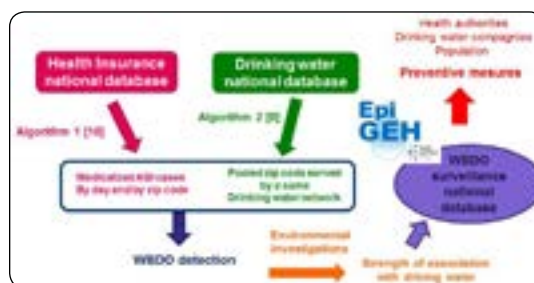 Health authorities
Drinking water compagnies
Population
Preventive mesures
Health Insurance
national database
Drinking water
national database
Algorithm 1 [10]
Algorithm 2 [8]
Epi
GEH
Medicalized AGI cases
By day and by zip code
Pooled zip code served
by a same
Drinking water network
WBDO
surveillance
national
database
WBDO detection
Environmental
investigations
Strength of association
with drinking water